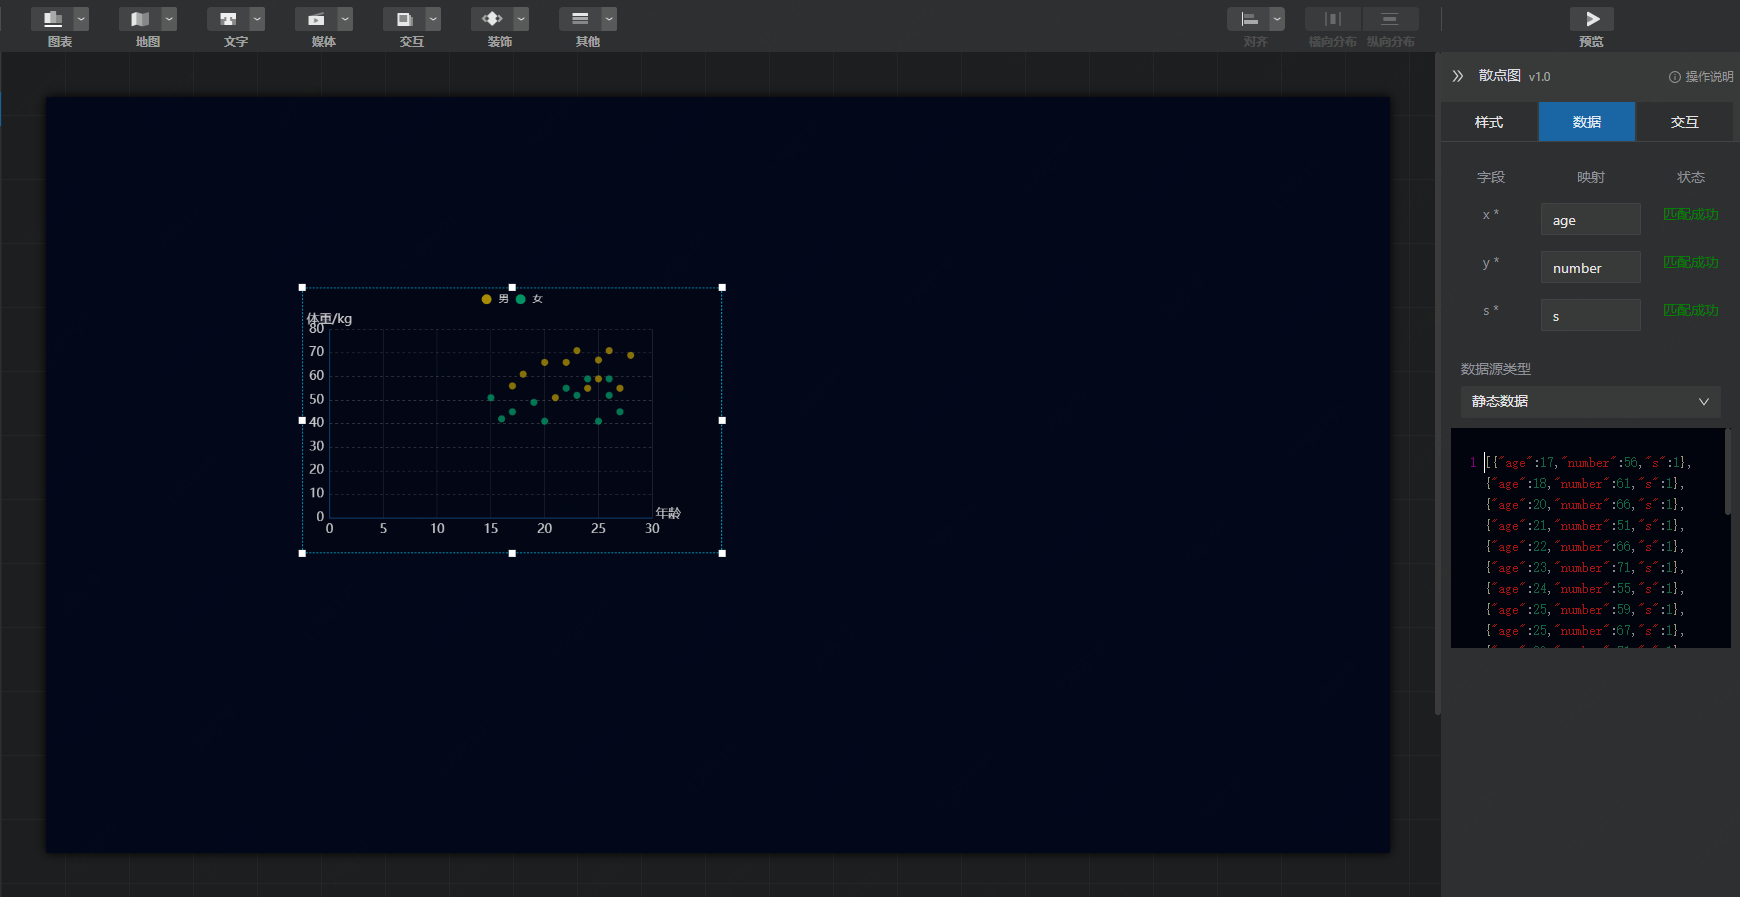 图表
地图
文字
媒体
交互
装饰
其他
对齐
横向分布
纵向分布
预览
散点图 v1.0
操作说明
样式
数据
交互
字段
映射
状态
x *
age
匹配成功
y *
number
匹配成功
s *
s
匹配成功
数据源类型
静态数据
1 [{"age":17,"number":56,"s":1},
{"age":18,"number":61,"s":1},
{"age":20,"number":66,"s":1},
{"age":21,"number":51,"s":1},
{"age":22,"number":66,"s":1},
{"age":23,"number":71,"s":1},
{"age":24,"number":55,"s":1},
{"age":25,"number":59,"s":1},
{"age":25,"number":67,"s":1},
男 女
体重/kg
80
70
60
50
40
30
20
10
0
0 5 10 15 20 25 30
年龄